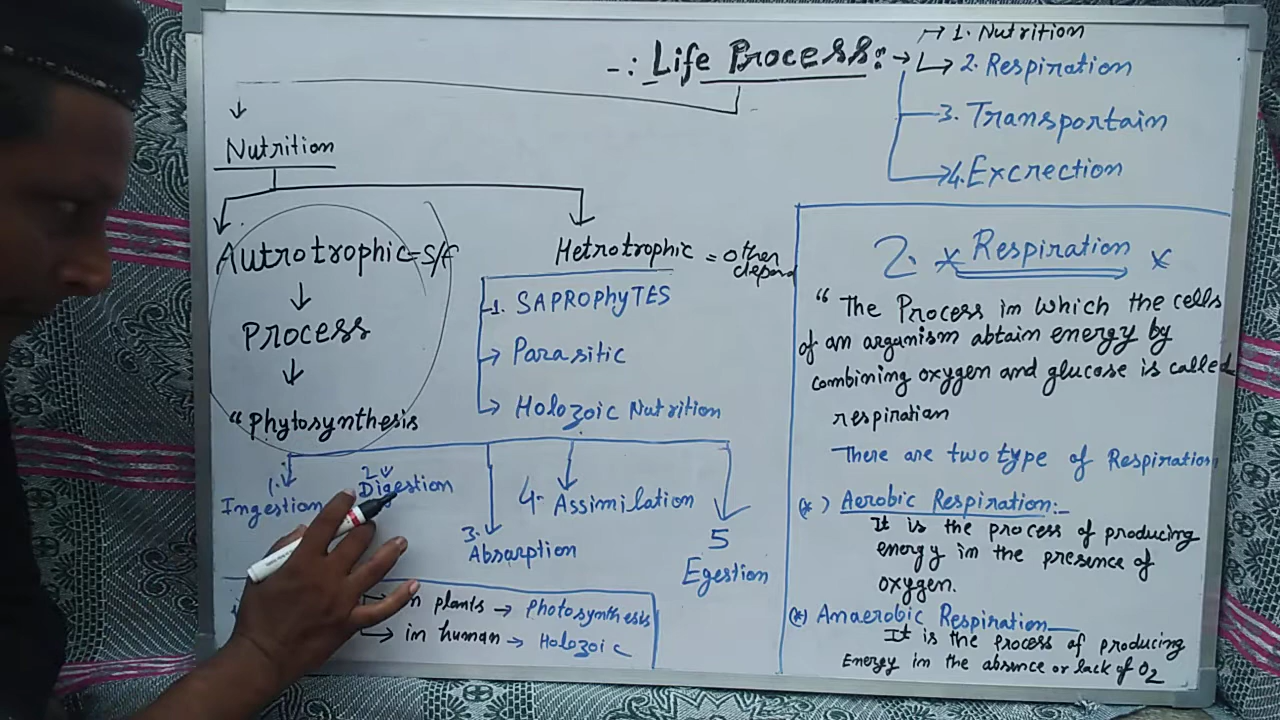 -: Life Process:
1. Nutrition
2. Respiration
3. Transportain
4. Excrection
Nutrition
Autrotrophic = S/F
Process
"Phytosynthesis
Hetrotrophic = other
depend
1. SAPROPhyTES
Parasitic
Holozoic Nutrition
1. Ingestion
2. Digestion
3. Absorption
4. Assimilation
5 Egestion
in plants → Photosynthesis
in human → Holozoic
2. * Respiration *
"The Process in which the cells
of an organism abtain energy by
combining oxygen and glucose is called
respiration
There are two type of Respiration
(*) Aerobic Respiration:-
It is the process of producing
energy in the presence of
oxygen.
(*) Anaerobic Respiration
It is the process of producing
Energy in the absence or lack of O2